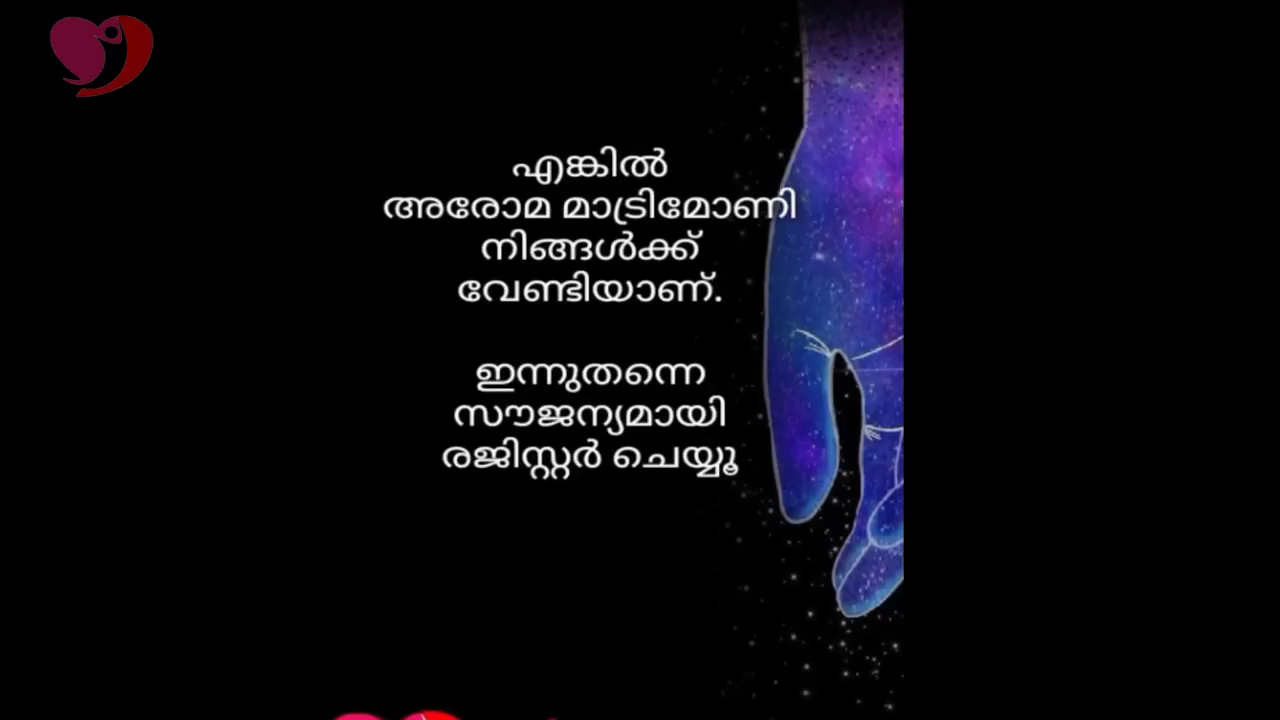 എങ്കിൽ
അരോമ മാട്രിമോണി
നിങ്ങൾക്ക്
വേണ്ടിയാണ്.
ഇന്നുതന്നെ
സൗജന്യമായി
രജിസ്റ്റർ ചെയ്യൂ